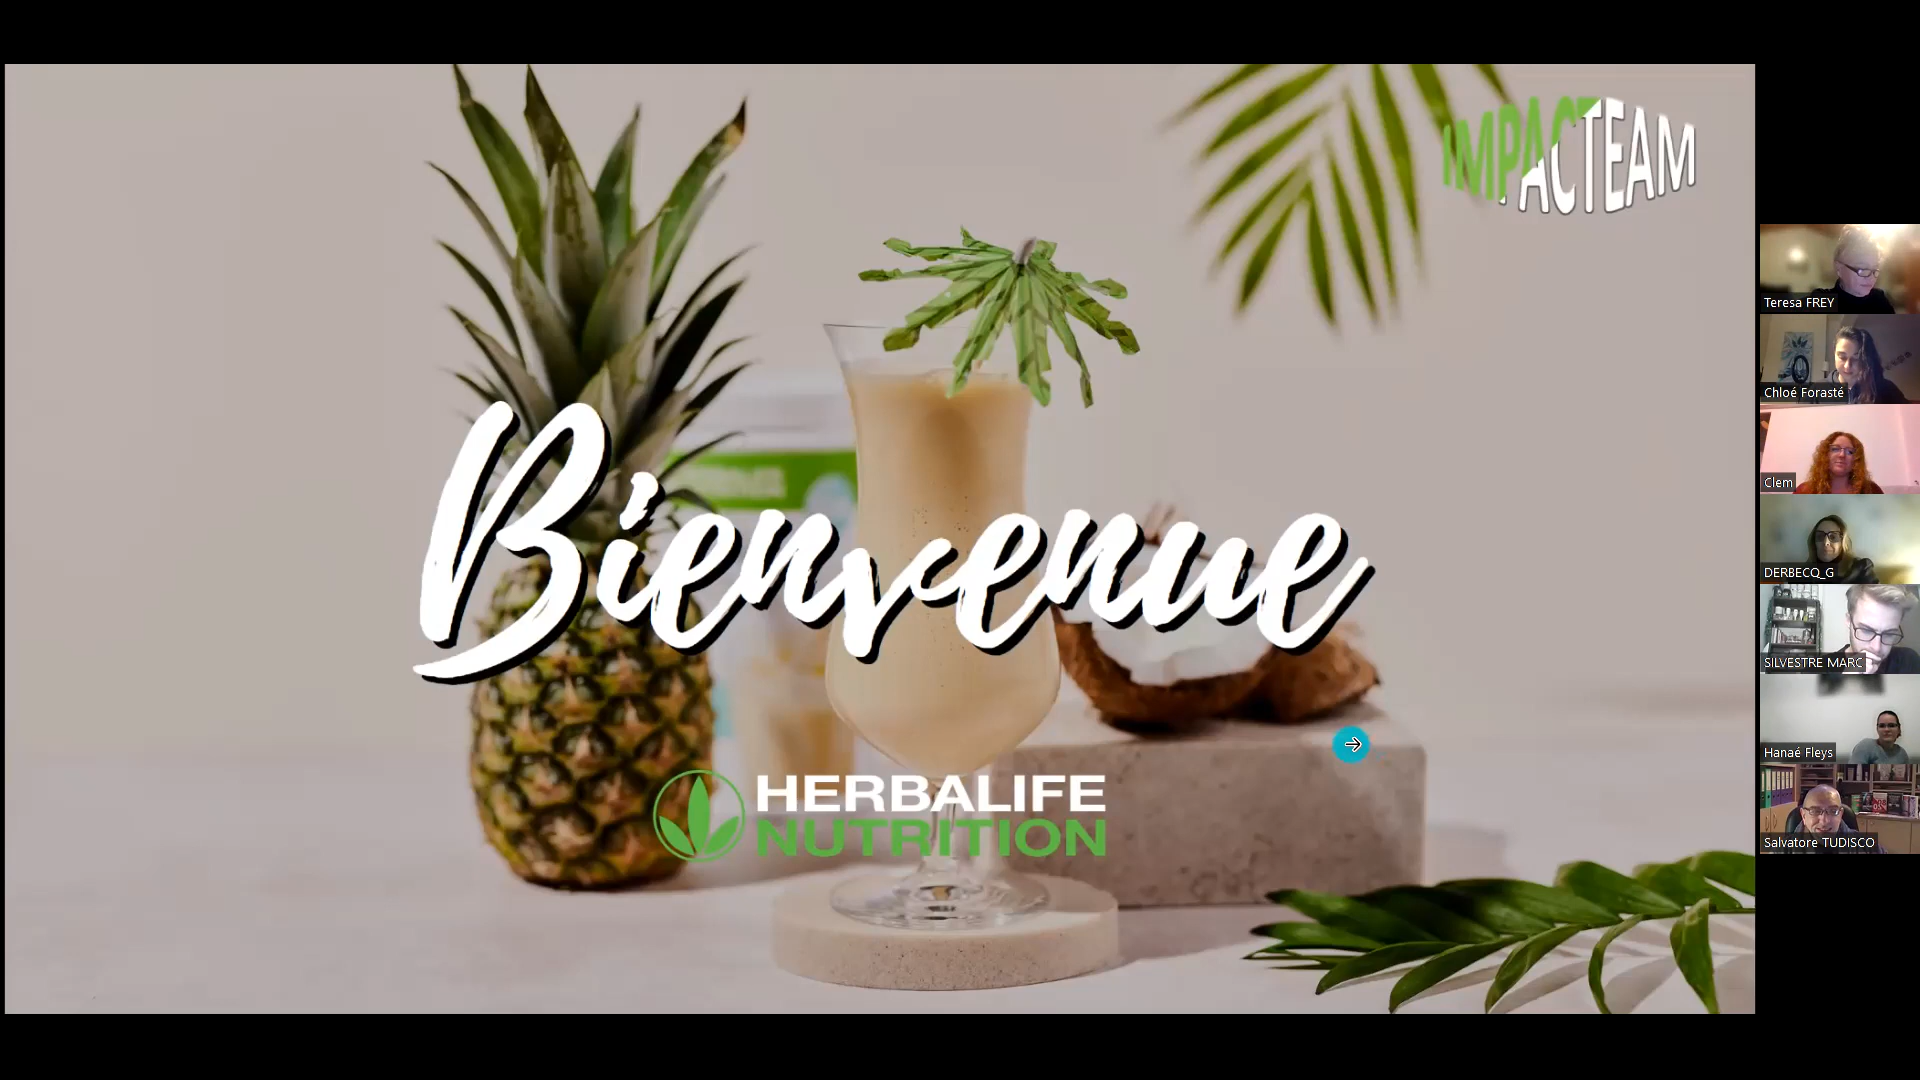 IMPACTEAM
Bienvenue
HERBALIFE
NUTRITION
Teresa FREY
Chloé Forasté
Clem
DERBECQ_G
SILVESTRE MARC
Hanaé Fleys
Salvatore TUDISCO